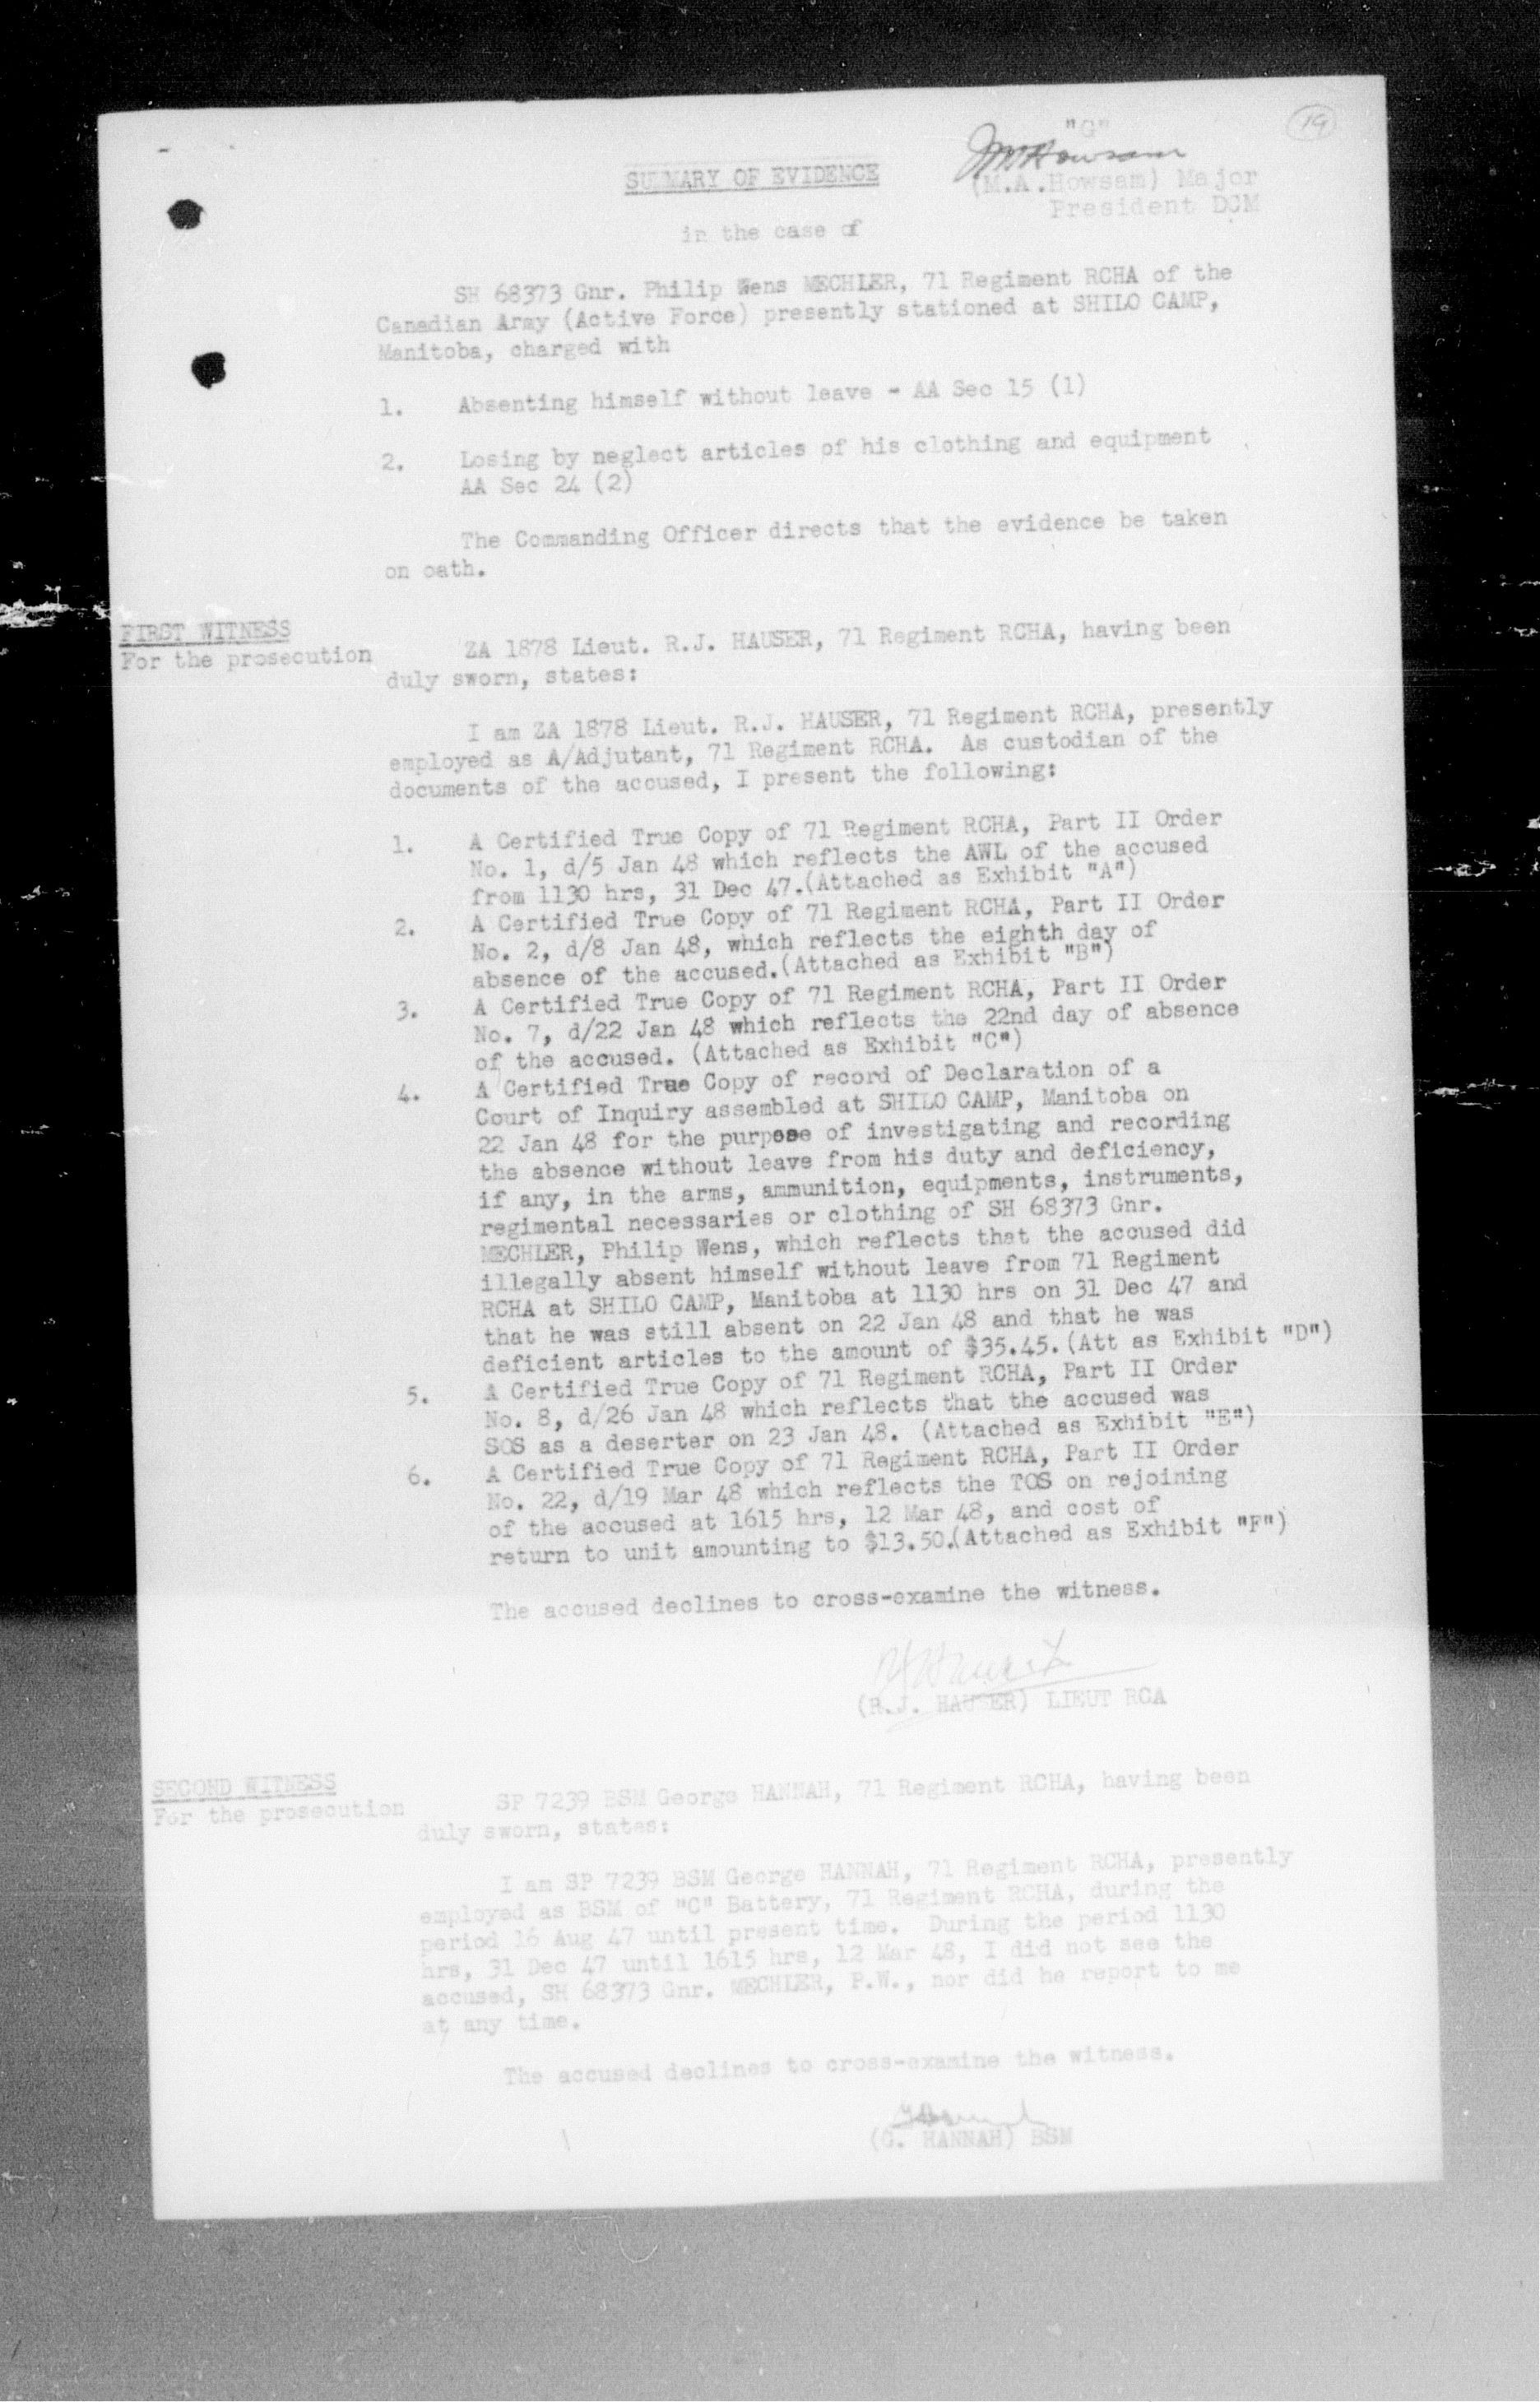 "G"
19
SUMMARY OF EVIDENCE
(M.A.Howsam) Major
President DCM
in the case of
SH 68373 Gnr. Philip Wens MECHLER, 71 Regiment RCHA of the
Canadian Army (Active Force) presently stationed at SHILO CAMP,
Manitoba, charged with
1. Absenting himself without leave - AA Sec 15 (1)
2. Losing by neglect articles of his clothing and equipment
AA Sec 24 (2)
The Commanding Officer directs that the evidence be taken
on oath.
FIRST WITNESS
For the prosecution
ZA 1878 Lieut. R.J. HAUSER, 71 Regiment RCHA, having been
duly sworn, states:
I am ZA 1878 Lieut. R.J. HAUSER, 71 Regiment RCHA, presently
employed as A/Adjutant, 71 Regiment RCHA. As custodian of the
documents of the accused, I present the following:
1. A Certified True Copy of 71 Regiment RCHA, Part II Order
No. 1, d/5 Jan 48 which reflects the AWL of the accused
from 1130 hrs, 31 Dec 47.(Attached as Exhibit "A")
2. A Certified True Copy of 71 Regiment RCHA, Part II Order
No. 2, d/8 Jan 48, which reflects the eighth day of
absence of the accused.(Attached as Exhibit "B")
3. A Certified True Copy of 71 Regiment RCHA, Part II Order
No. 7, d/22 Jan 48 which reflects the 22nd day of absence
of the accused. (Attached as Exhibit "C")
4. A Certified True Copy of record of Declaration of a
Court of Inquiry assembled at SHILO CAMP, Manitoba on
22 Jan 48 for the purpose of investigating and recording
the absence without leave from his duty and deficiency,
if any, in the arms, ammunition, equipments, instruments,
regimental necessaries or clothing of SH 68373 Gnr.
MECHLER, Philip Wens, which reflects that the accused did
illegally absent himself without leave from 71 Regiment
RCHA at SHILO CAMP, Manitoba at 1130 hrs on 31 Dec 47 and
that he was still absent on 22 Jan 48 and that he was
deficient articles to the amount of $35.45.(Att as Exhibit "D")
5. A Certified True Copy of 71 Regiment RCHA, Part II Order
No. 8, d/26 Jan 48 which reflects that the accused was
SOS as a deserter on 23 Jan 48. (Attached as Exhibit "E")
6. A Certified True Copy of 71 Regiment RCHA, Part II Order
No. 22, d/19 Mar 48 which reflects the TOS on rejoining
of the accused at 1615 hrs, 12 Mar 48, and cost of
return to unit amounting to $13.50.(Attached as Exhibit "F")
The accused declines to cross-examine the witness.
(R.J. HAUSER) LIEUT RCA
SECOND WITNESS
For the prosecution
SP 7239 BSM George HANNAH, 71 Regiment RCHA, having been
duly sworn, states:
I am SP 7239 BSM George HANNAH, 71 Regiment RCHA, presently
employed as BSM of "C" Battery, 71 Regiment RCHA, during the
period 16 Aug 47 until present time. During the period 1130
hrs, 31 Dec 47 until 1615 hrs, 12 Mar 48, I did not see the
accused, SH 68373 Gnr. MECHLER, P.W., nor did he report to me
at any time.
The accused declines to cross-examine the witness.
(G. HANNAH) BSM